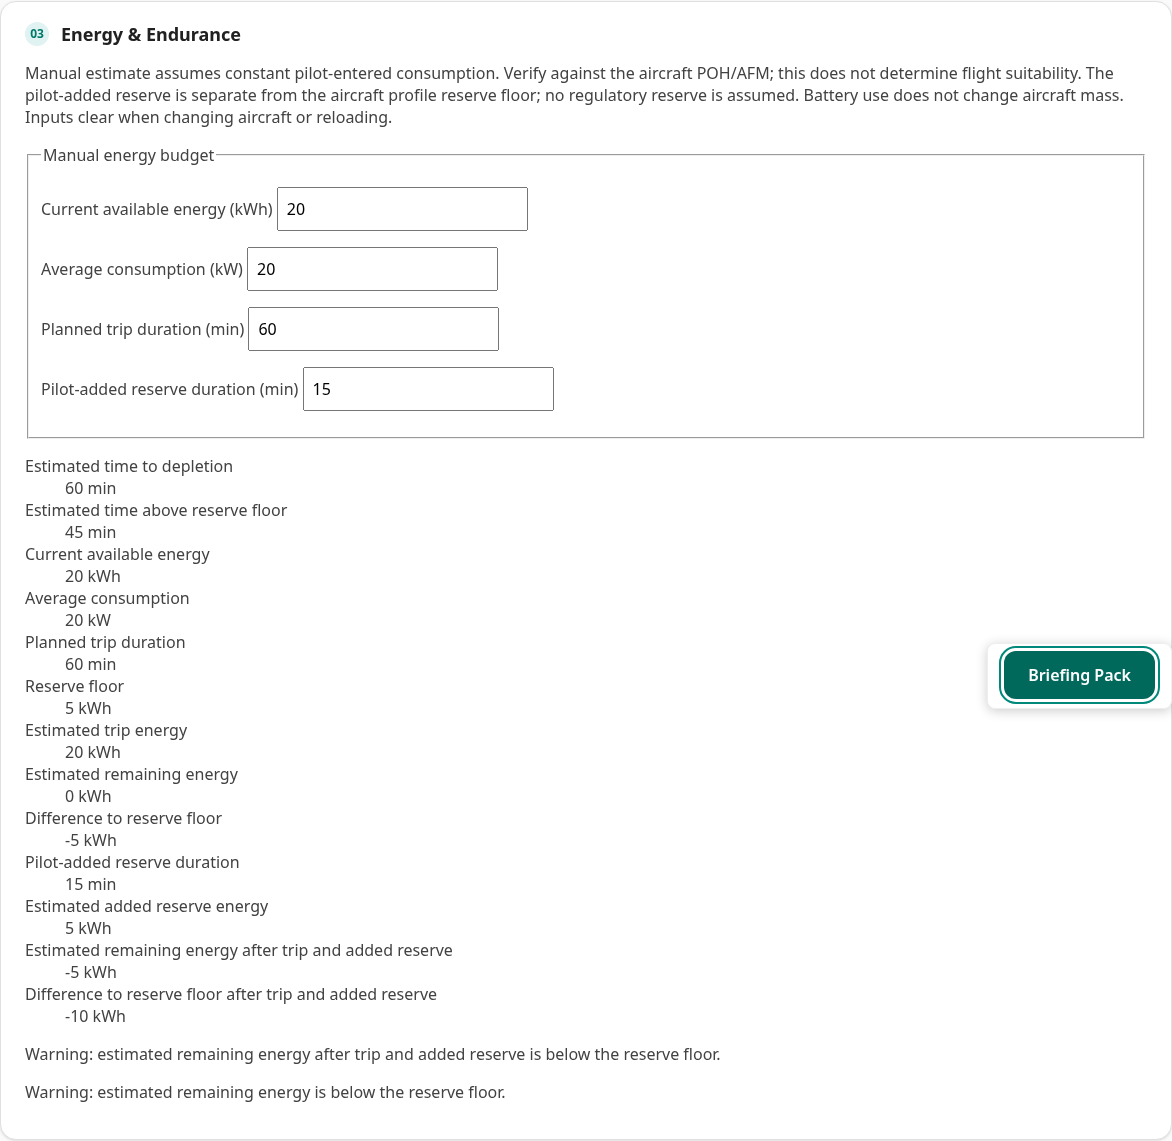 03 Energy & Endurance
Manual estimate assumes constant pilot-entered consumption. Verify against the aircraft POH/AFM; this does not determine flight suitability. The
pilot-added reserve is separate from the aircraft profile reserve floor; no regulatory reserve is assumed. Battery use does not change aircraft mass.
Inputs clear when changing aircraft or reloading.
Manual energy budget
Current available energy (kWh) 20
Average consumption (kW) 20
Planned trip duration (min) 60
Pilot-added reserve duration (min) 15
Estimated time to depletion
60 min
Estimated time above reserve floor
45 min
Current available energy
20 kWh
Average consumption
20 kW
Planned trip duration
60 min
Briefing Pack
Reserve floor
5 kWh
Estimated trip energy
20 kWh
Estimated remaining energy
0 kWh
Difference to reserve floor
-5 kWh
Pilot-added reserve duration
15 min
Estimated added reserve energy
5 kWh
Estimated remaining energy after trip and added reserve
-5 kWh
Difference to reserve floor after trip and added reserve
-10 kWh
Warning: estimated remaining energy after trip and added reserve is below the reserve floor.
Warning: estimated remaining energy is below the reserve floor.